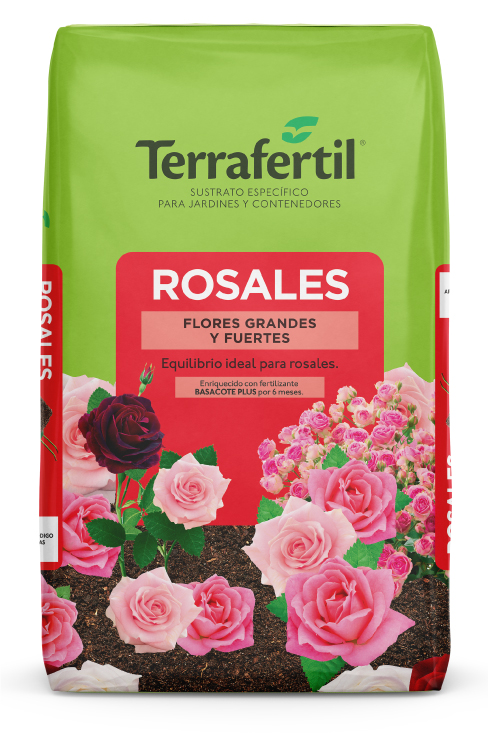 Terrafertil®
SUSTRATO ESPECÍFICO
PARA JARDINES Y CONTENEDORES
ROSALES
FLORES GRANDES
Y FUERTES
Equilibrio ideal para rosales.
Enriquecido con fertilizante
BASACOTE PLUS por 6 meses.
ROSALES
ROSALES